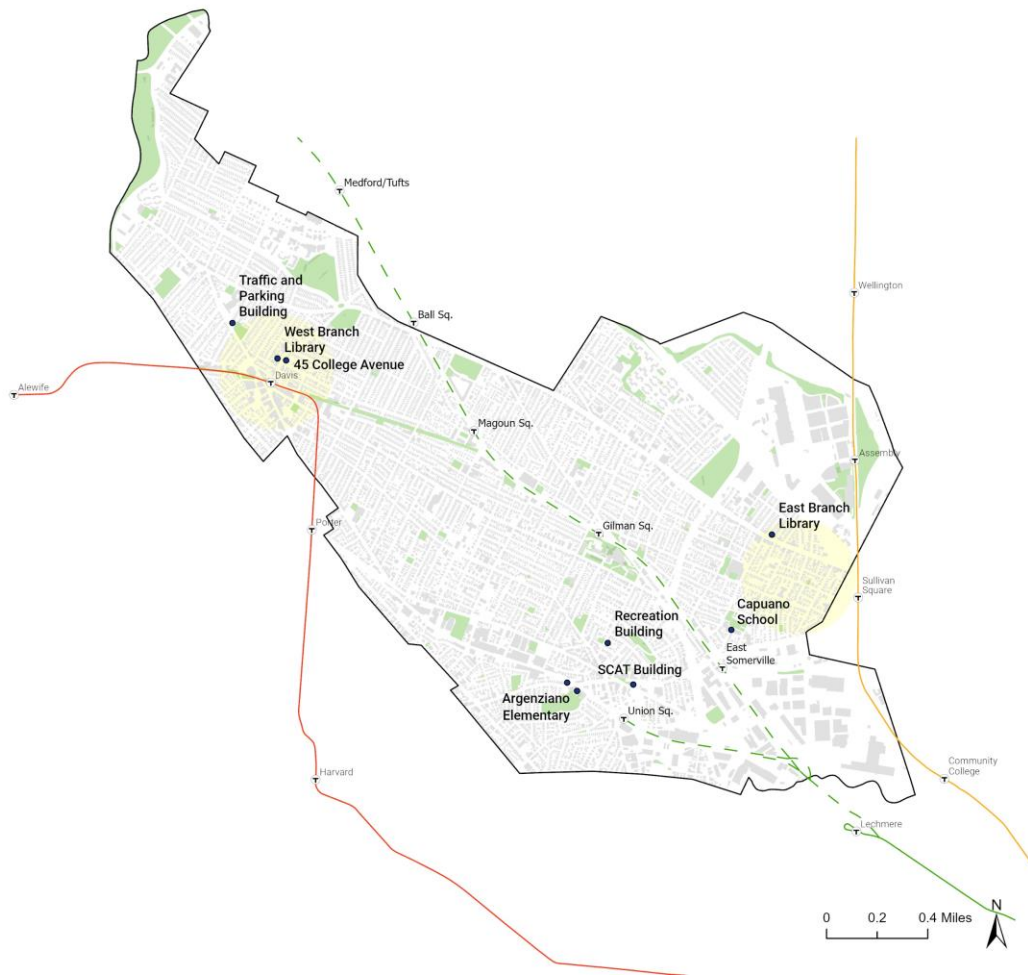 Medford/Tufts
Traffic and
Parking
Building
Wellington
Ball Sq.
West Branch
Library
45 College Avenue
Davis
Alewife
Magoun Sq.
Assembly
East Branch
Library
Porter
Gilman Sq.
Sullivan
Square
Capuano
School
Recreation
Building
East
Somerville
SCAT Building
Argenziano
Elementary
Union Sq.
Harvard
Community
College
Lechmere
N
0 0.2 0.4 Miles